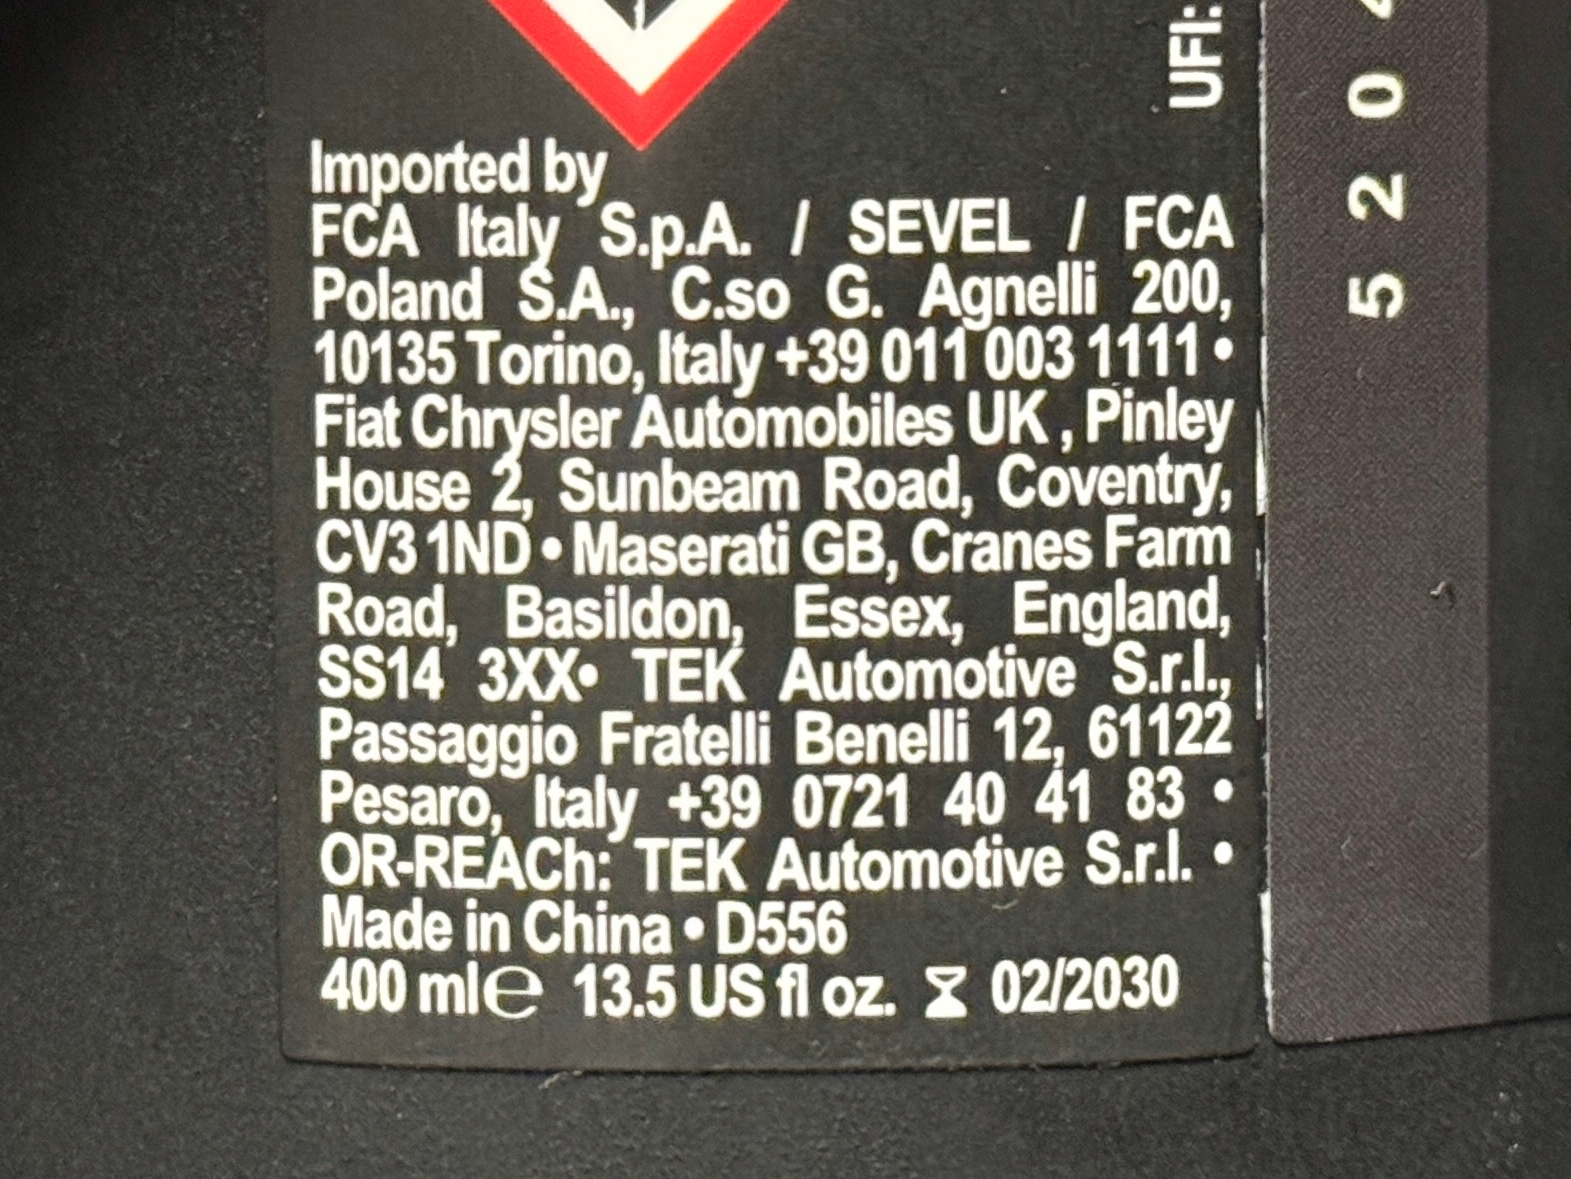 Imported by
FCA Italy S.p.A. / SEVEL / FCA
Poland S.A., C.so G. Agnelli 200,
10135 Torino, Italy +39 011 003 1111 •
Fiat Chrysler Automobiles UK , Pinley
House 2, Sunbeam Road, Coventry,
CV3 1ND • Maserati GB, Cranes Farm
Road, Basildon, Essex, England,
SS14 3XX• TEK Automotive S.r.l.,
Passaggio Fratelli Benelli 12, 61122
Pesaro, Italy +39 0721 40 41 83 •
OR-REACh: TEK Automotive S.r.l. •
Made in China • D556
400 ml℮ 13.5 US fl oz. ⧗ 02/2030
UFI:
5 2 0